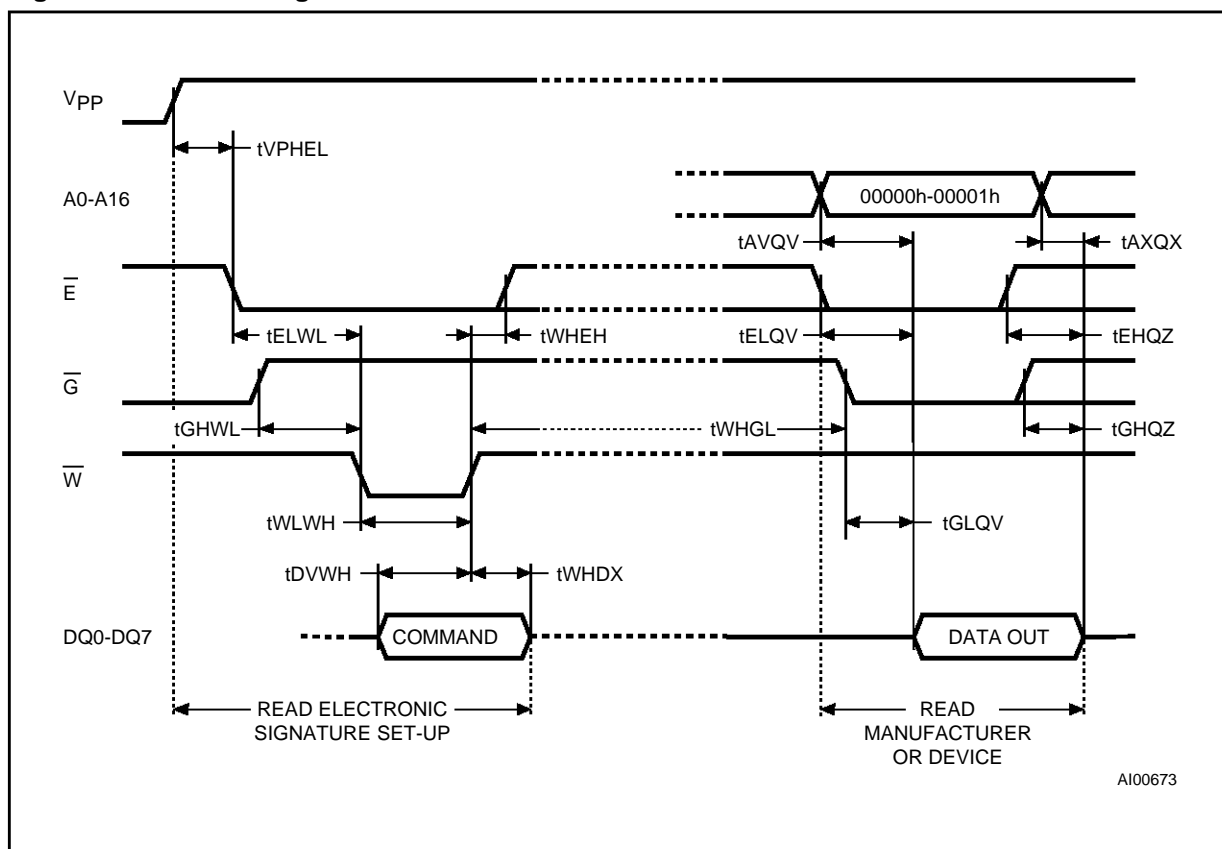 VPP
tVPHEL
A0-A16
00000h-00001h
tAVQV
tAXQX
E
tELWL
tWHEH
tELQV
tEHQZ
G
tGHWL
tWHGL
tGHQZ
W
tWLWH
tGLQV
tDVWH
tWHDX
DQ0-DQ7
COMMAND
DATA OUT
READ ELECTRONIC
SIGNATURE SET-UP
READ
MANUFACTURER
OR DEVICE
AI00673